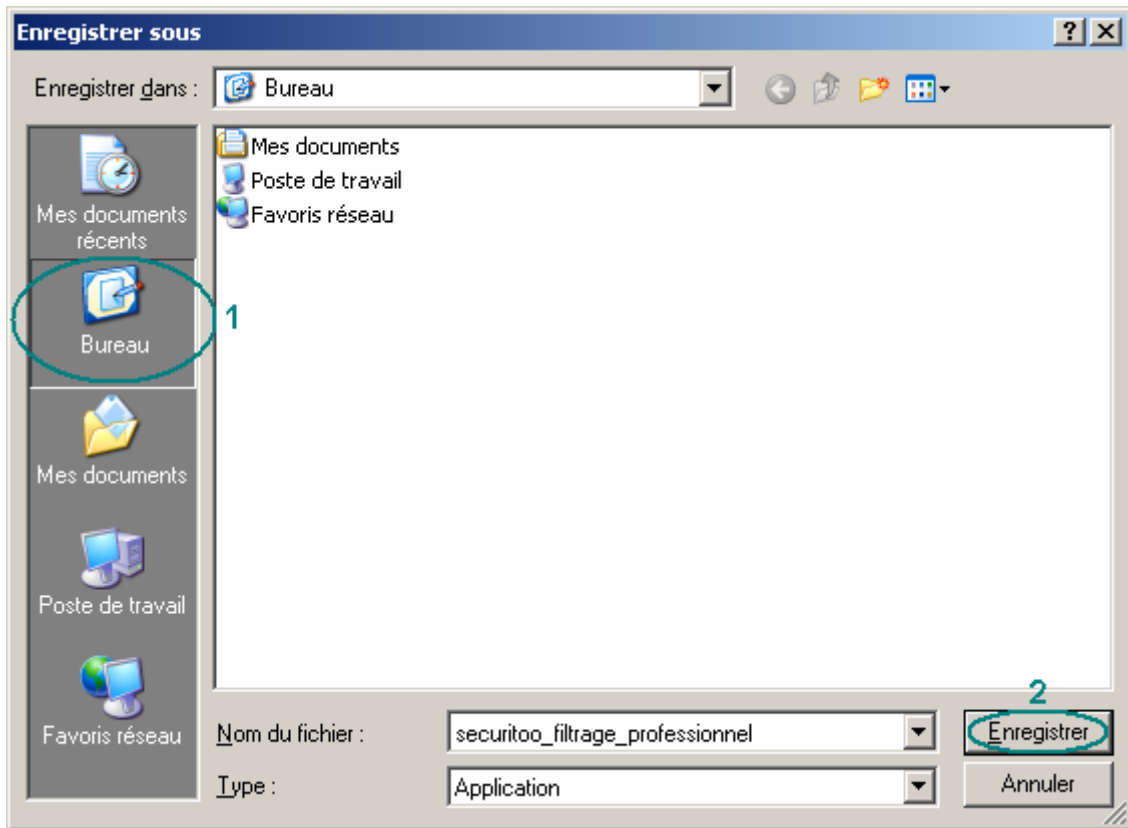 Enregistrer sous
Enregistrer dans :
Bureau
Mes documents récents
Bureau
1
Mes documents
Poste de travail
Favoris réseau
Mes documents
Poste de travail
Favoris réseau
Nom du fichier :
securitoo_filtrage_professionnel
2
Enregistrer
Type :
Application
Annuler